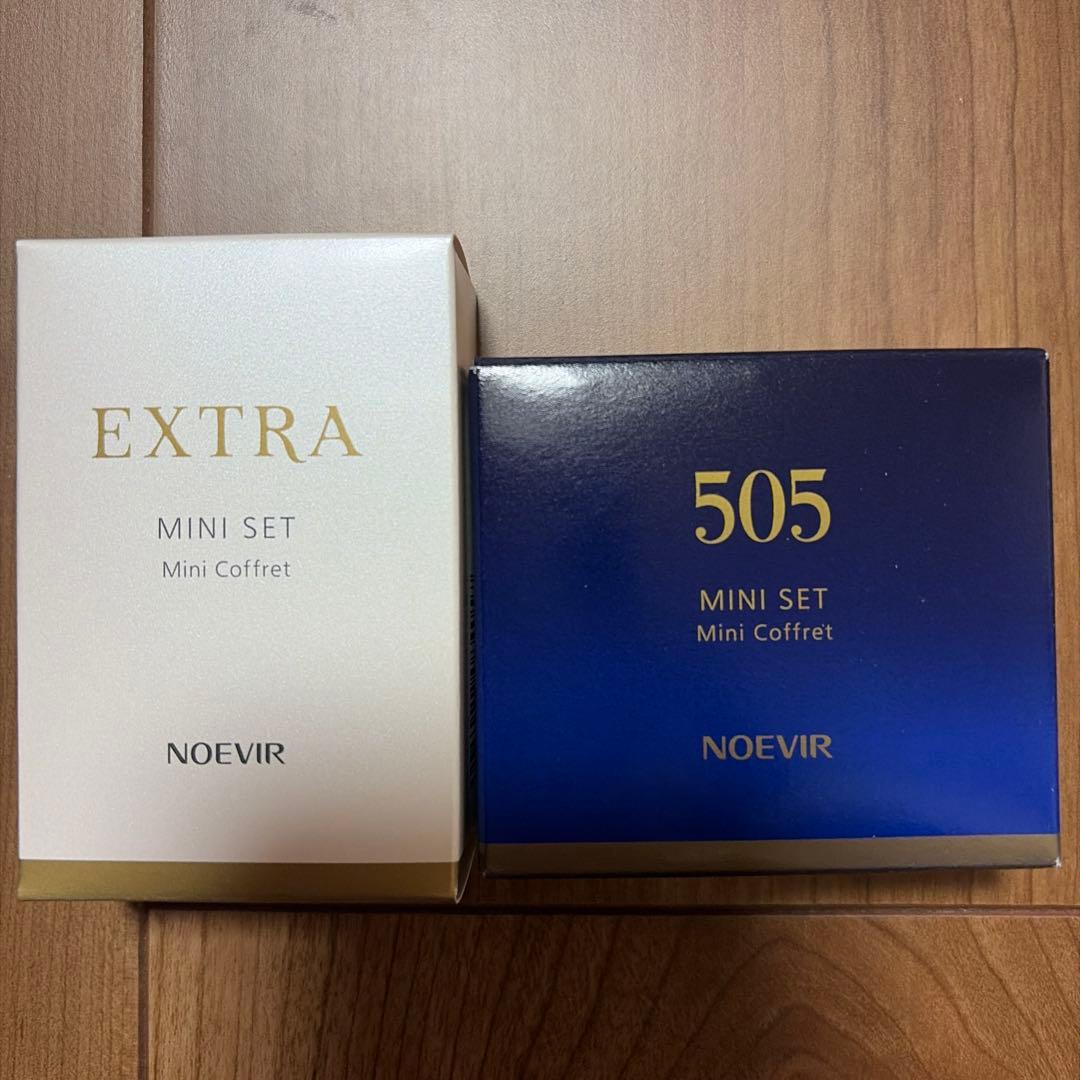 EXTRA
MINI SET
Mini Coffret
NOEVIR
505
MINI SET
Mini Coffret
NOEVIR